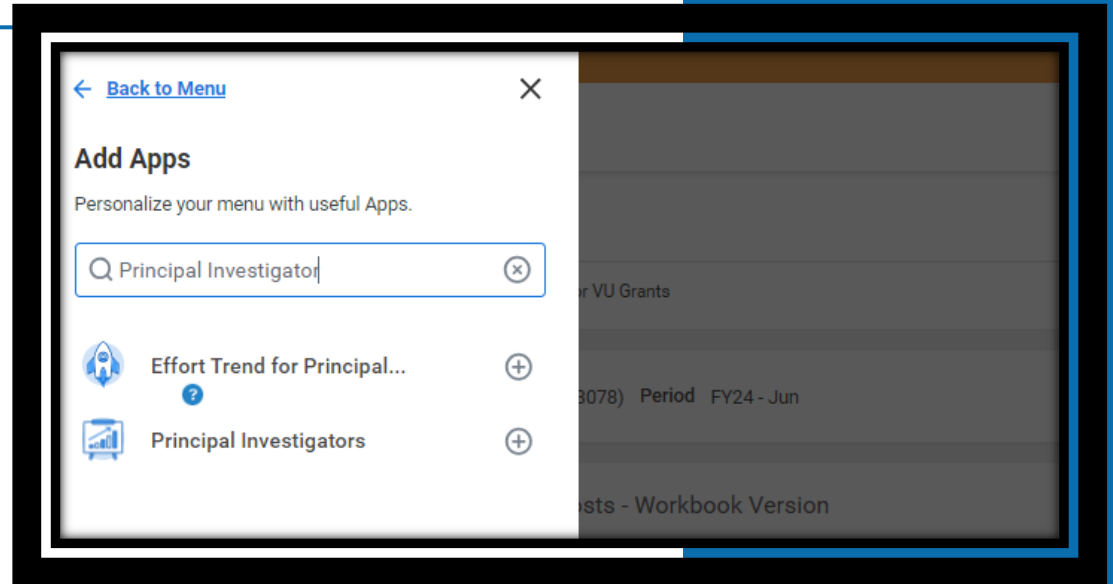 Back to Menu
Add Apps
Personalize your menu with useful Apps.
Principal Investigator
Effort Trend for Principal...
?
Principal Investigators
VU Grants
3078) Period FY24 - Jun
- Workbook Version